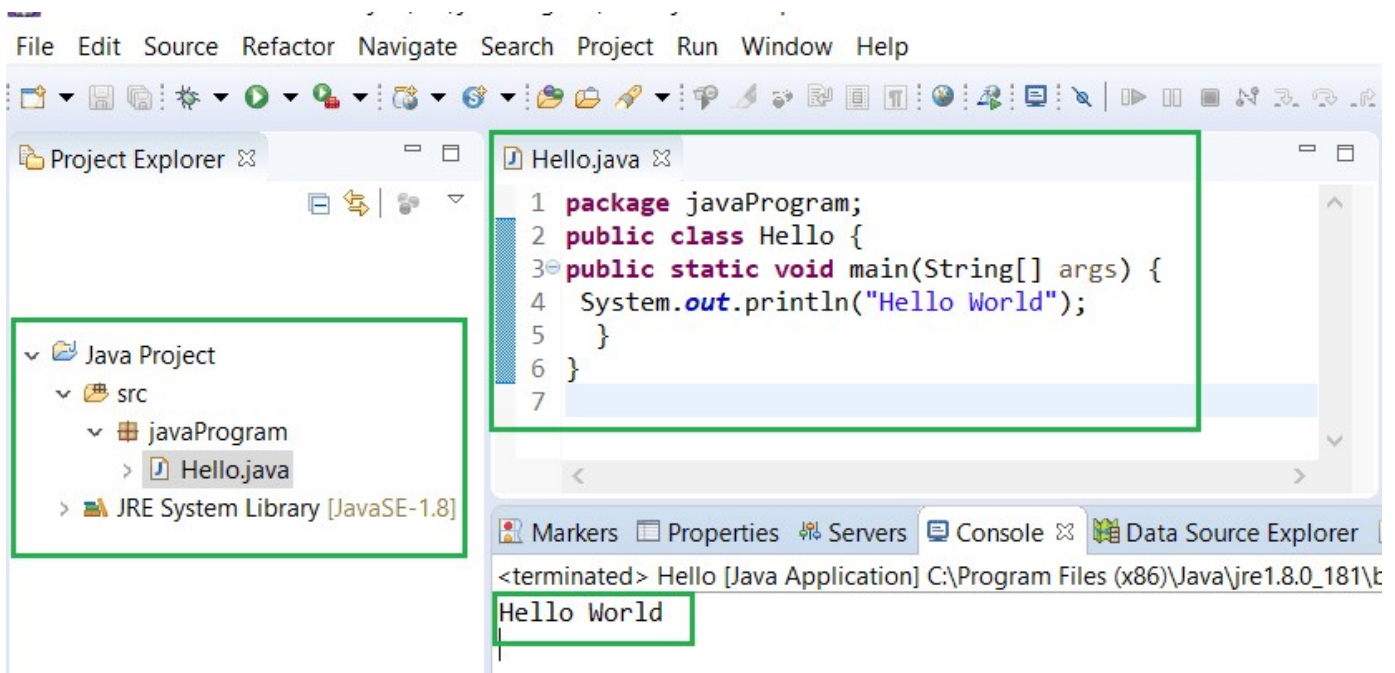 File Edit Source Refactor Navigate Search Project Run Window Help
Project Explorer
Java Project
src
javaProgram
Hello.java
JRE System Library [JavaSE-1.8]
Hello.java
1 package javaProgram;
2 public class Hello {
3 public static void main(String[] args) {
4 System.out.println("Hello World");
5 }
6 }
7
Markers Properties Servers Console Data Source Explorer
<terminated> Hello [Java Application] C:\Program Files (x86)\Java\jre1.8.0_181\b
Hello World